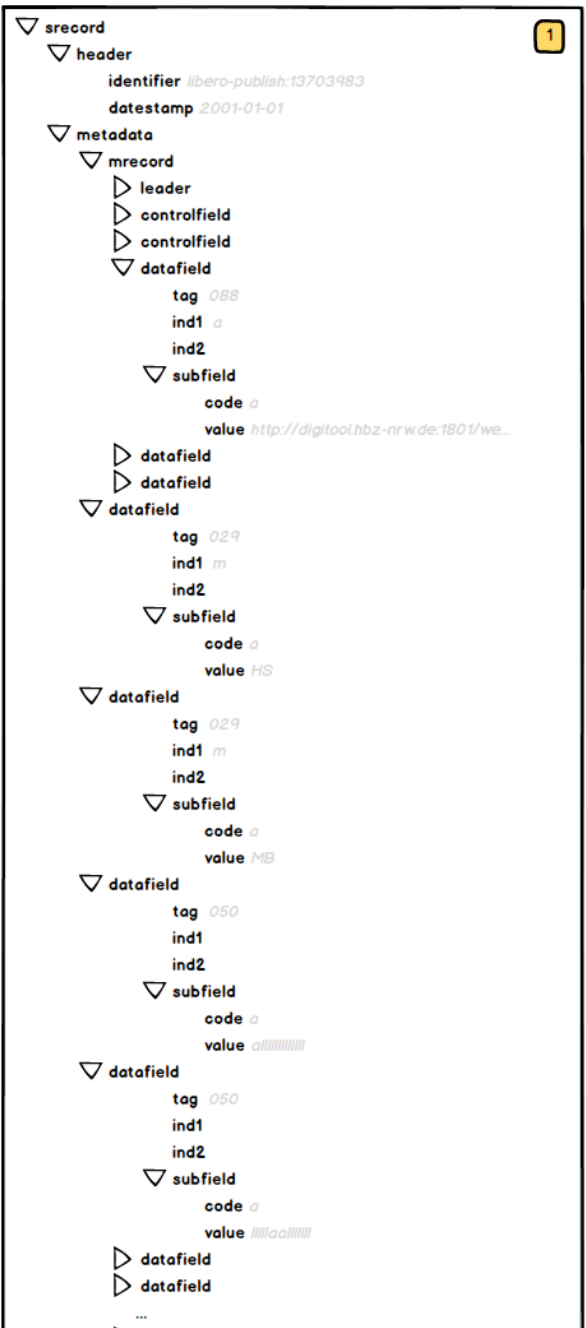 srecord
1
header
identifier libero-publish:13703983
datestamp 2001-01-01
metadata
mrecord
leader
controlfield
controlfield
datafield
tag 088
ind1 a
ind2
subfield
code a
value http://digitool.hbz-nrw.de:1801/we...
datafield
datafield
datafield
tag 029
ind1 m
ind2
subfield
code a
value HS
datafield
tag 029
ind1 m
ind2
subfield
code a
value MB
datafield
tag 050
ind1
ind2
subfield
code a
value
datafield
tag 050
ind1
ind2
subfield
code a
value
datafield
datafield
...